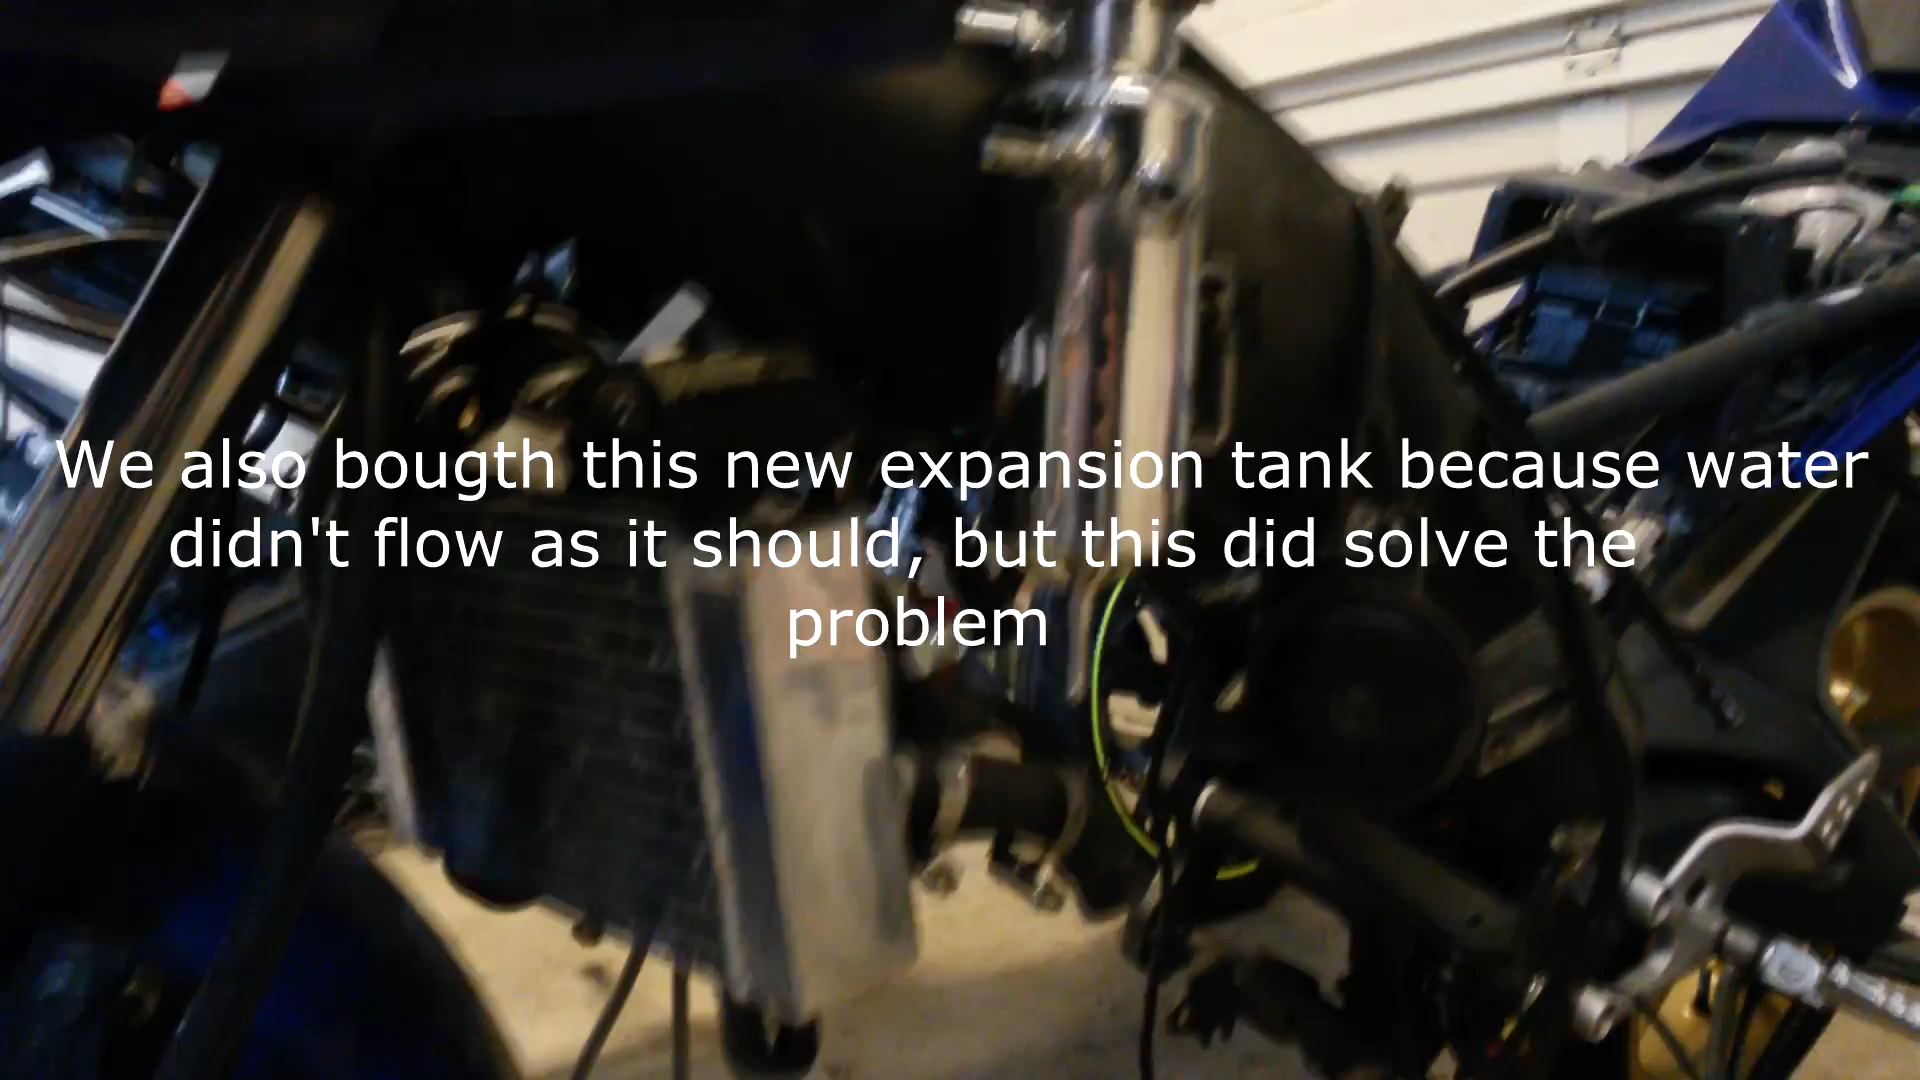 We also bougth this new expansion tank because water
didn't flow as it should, but this did solve the
problem